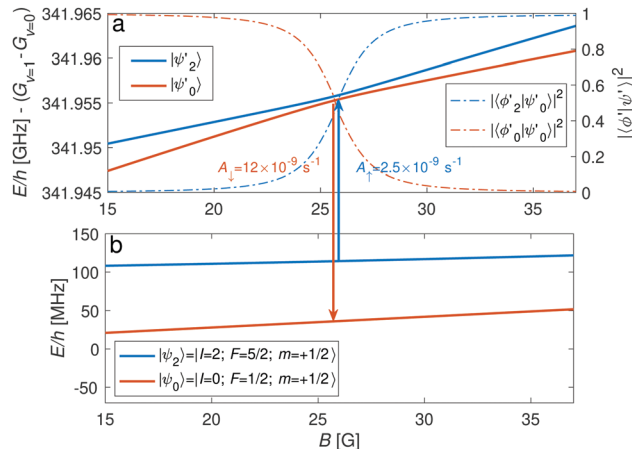 a
E/h [GHz] - (G_{ν=1} - G_{ν=0})
341.965
341.96
341.955
341.95
341.945
|ψ'_2⟩
|ψ'_0⟩
|⟨φ'_2|ψ'_0⟩|^2
|⟨φ'_0|ψ'_0⟩|^2
A_↓=12×10^{-9} s^{-1}
A_↑=2.5×10^{-9} s^{-1}
1
0.8
0.6
0.4
0.2
0
|⟨φ'|ψ'⟩|^2
15 20 25 30 35
b
E/h [MHz]
150
100
50
0
-50
|ψ_2⟩=|I=2; F=5/2; m=+1/2⟩
|ψ_0⟩=|I=0; F=1/2; m=+1/2⟩
15 20 25 30 35
B [G]